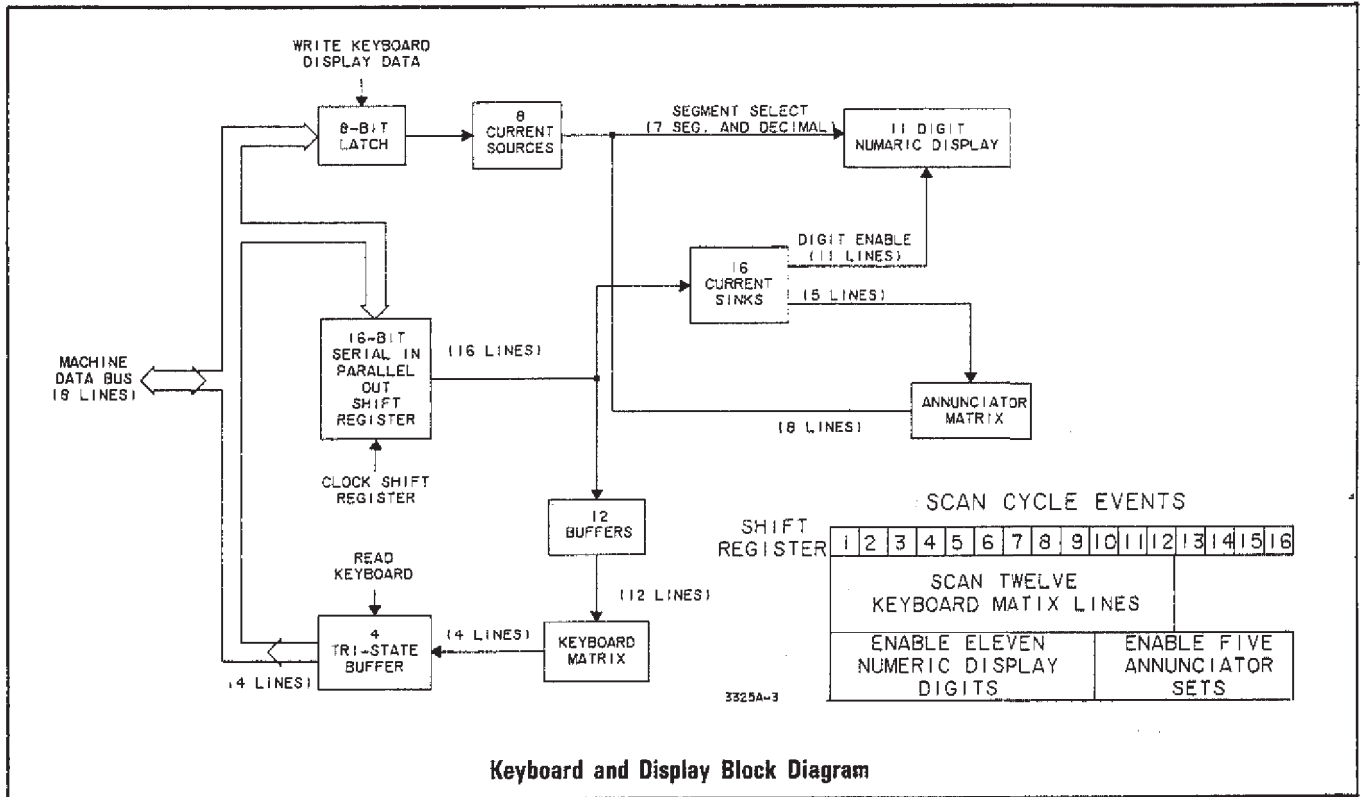 WRITE KEYBOARD
DISPLAY DATA
8-BIT
LATCH
8
CURRENT
SOURCES
SEGMENT SELECT
(7 SEG. AND DECIMAL)
11 DIGIT
NUMARIC DISPLAY
DIGIT ENABLE
(11 LINES)
16
CURRENT
SINKS
(5 LINES)
16-BIT
SERIAL IN
PARALLEL
OUT
SHIFT
REGISTER
(16 LINES)
MACHINE
DATA BUS
(8 LINES)
ANNUNCIATOR
MATRIX
(8 LINES)
CLOCK SHIFT
REGISTER
12
BUFFERS
READ
KEYBOARD
(12 LINES)
4
TRI-STATE
BUFFER
(4 LINES)
KEYBOARD
MATRIX
(4 LINES)
SCAN CYCLE EVENTS
SHIFT
REGISTER
1 2 3 4 5 6 7 8 9 10 11 12 13 14 15 16
SCAN TWELVE
KEYBOARD MATIX LINES
ENABLE ELEVEN
NUMERIC DISPLAY
DIGITS
ENABLE FIVE
ANNUNCIATOR
SETS
3325A-3
Keyboard and Display Block Diagram